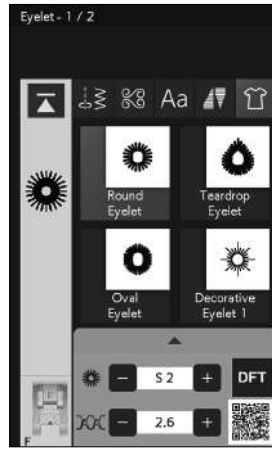 Eyelet - 1 / 2
Aa
Round
Eyelet
Teardrop
Eyelet
Oval
Eyelet
Decorative
Eyelet 1
- S 2 + DFT
- 2.6 +
F